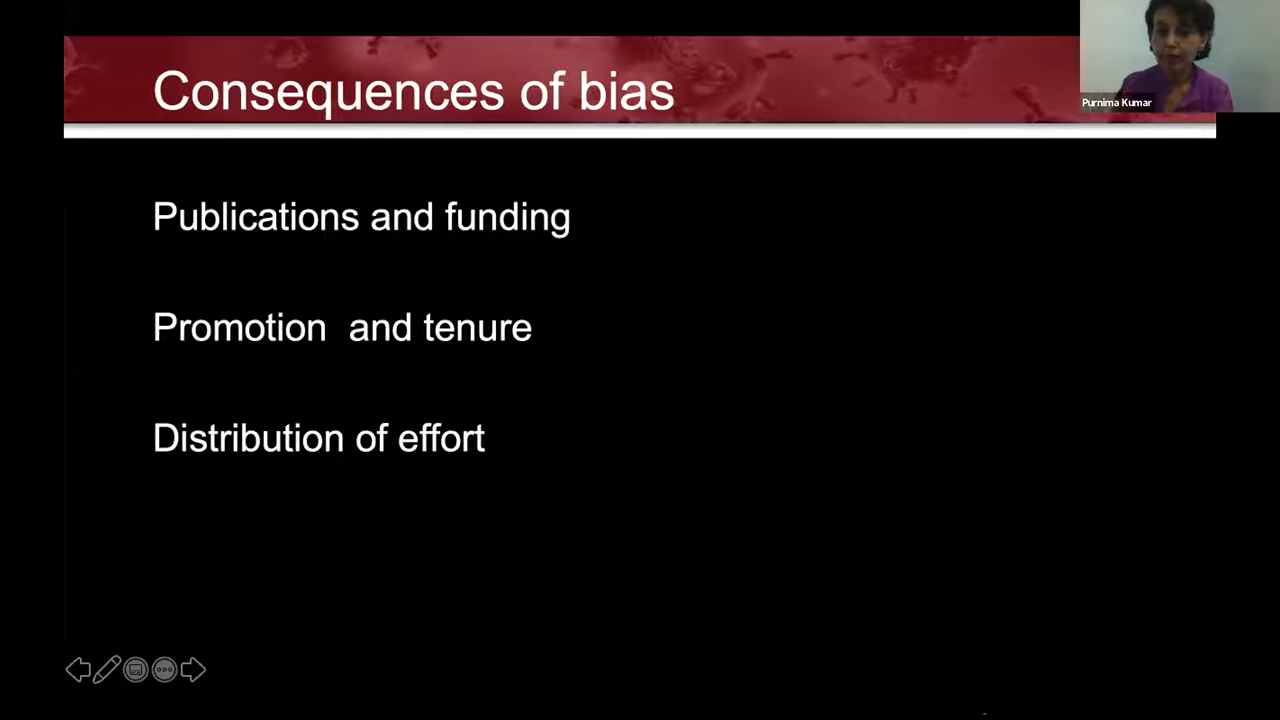 Consequences of bias
Purnima Kumar
Publications and funding
Promotion  and tenure
Distribution of effort